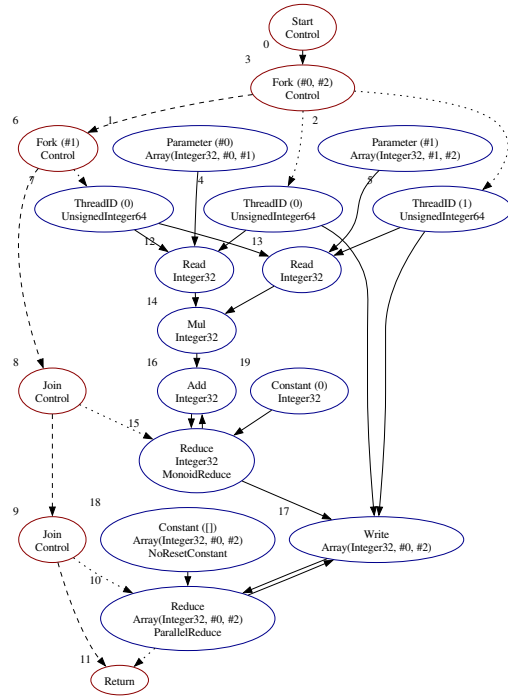 Start
Control
0
3
Fork (#0, #2)
Control
6
1
2
Fork (#1)
Control
Parameter (#0)
Array(Integer32, #0, #1)
Parameter (#1)
Array(Integer32, #1, #2)
7
4
5
ThreadID (0)
UnsignedInteger64
ThreadID (0)
UnsignedInteger64
ThreadID (1)
UnsignedInteger64
12
13
Read
Integer32
Read
Integer32
14
Mul
Integer32
8
16
19
Join
Control
Add
Integer32
Constant (0)
Integer32
15
Reduce
Integer32
MonoidReduce
9
18
17
Join
Control
Constant ([])
Array(Integer32, #0, #2)
NoResetConstant
Write
Array(Integer32, #0, #2)
10
Reduce
Array(Integer32, #0, #2)
ParallelReduce
11
Return